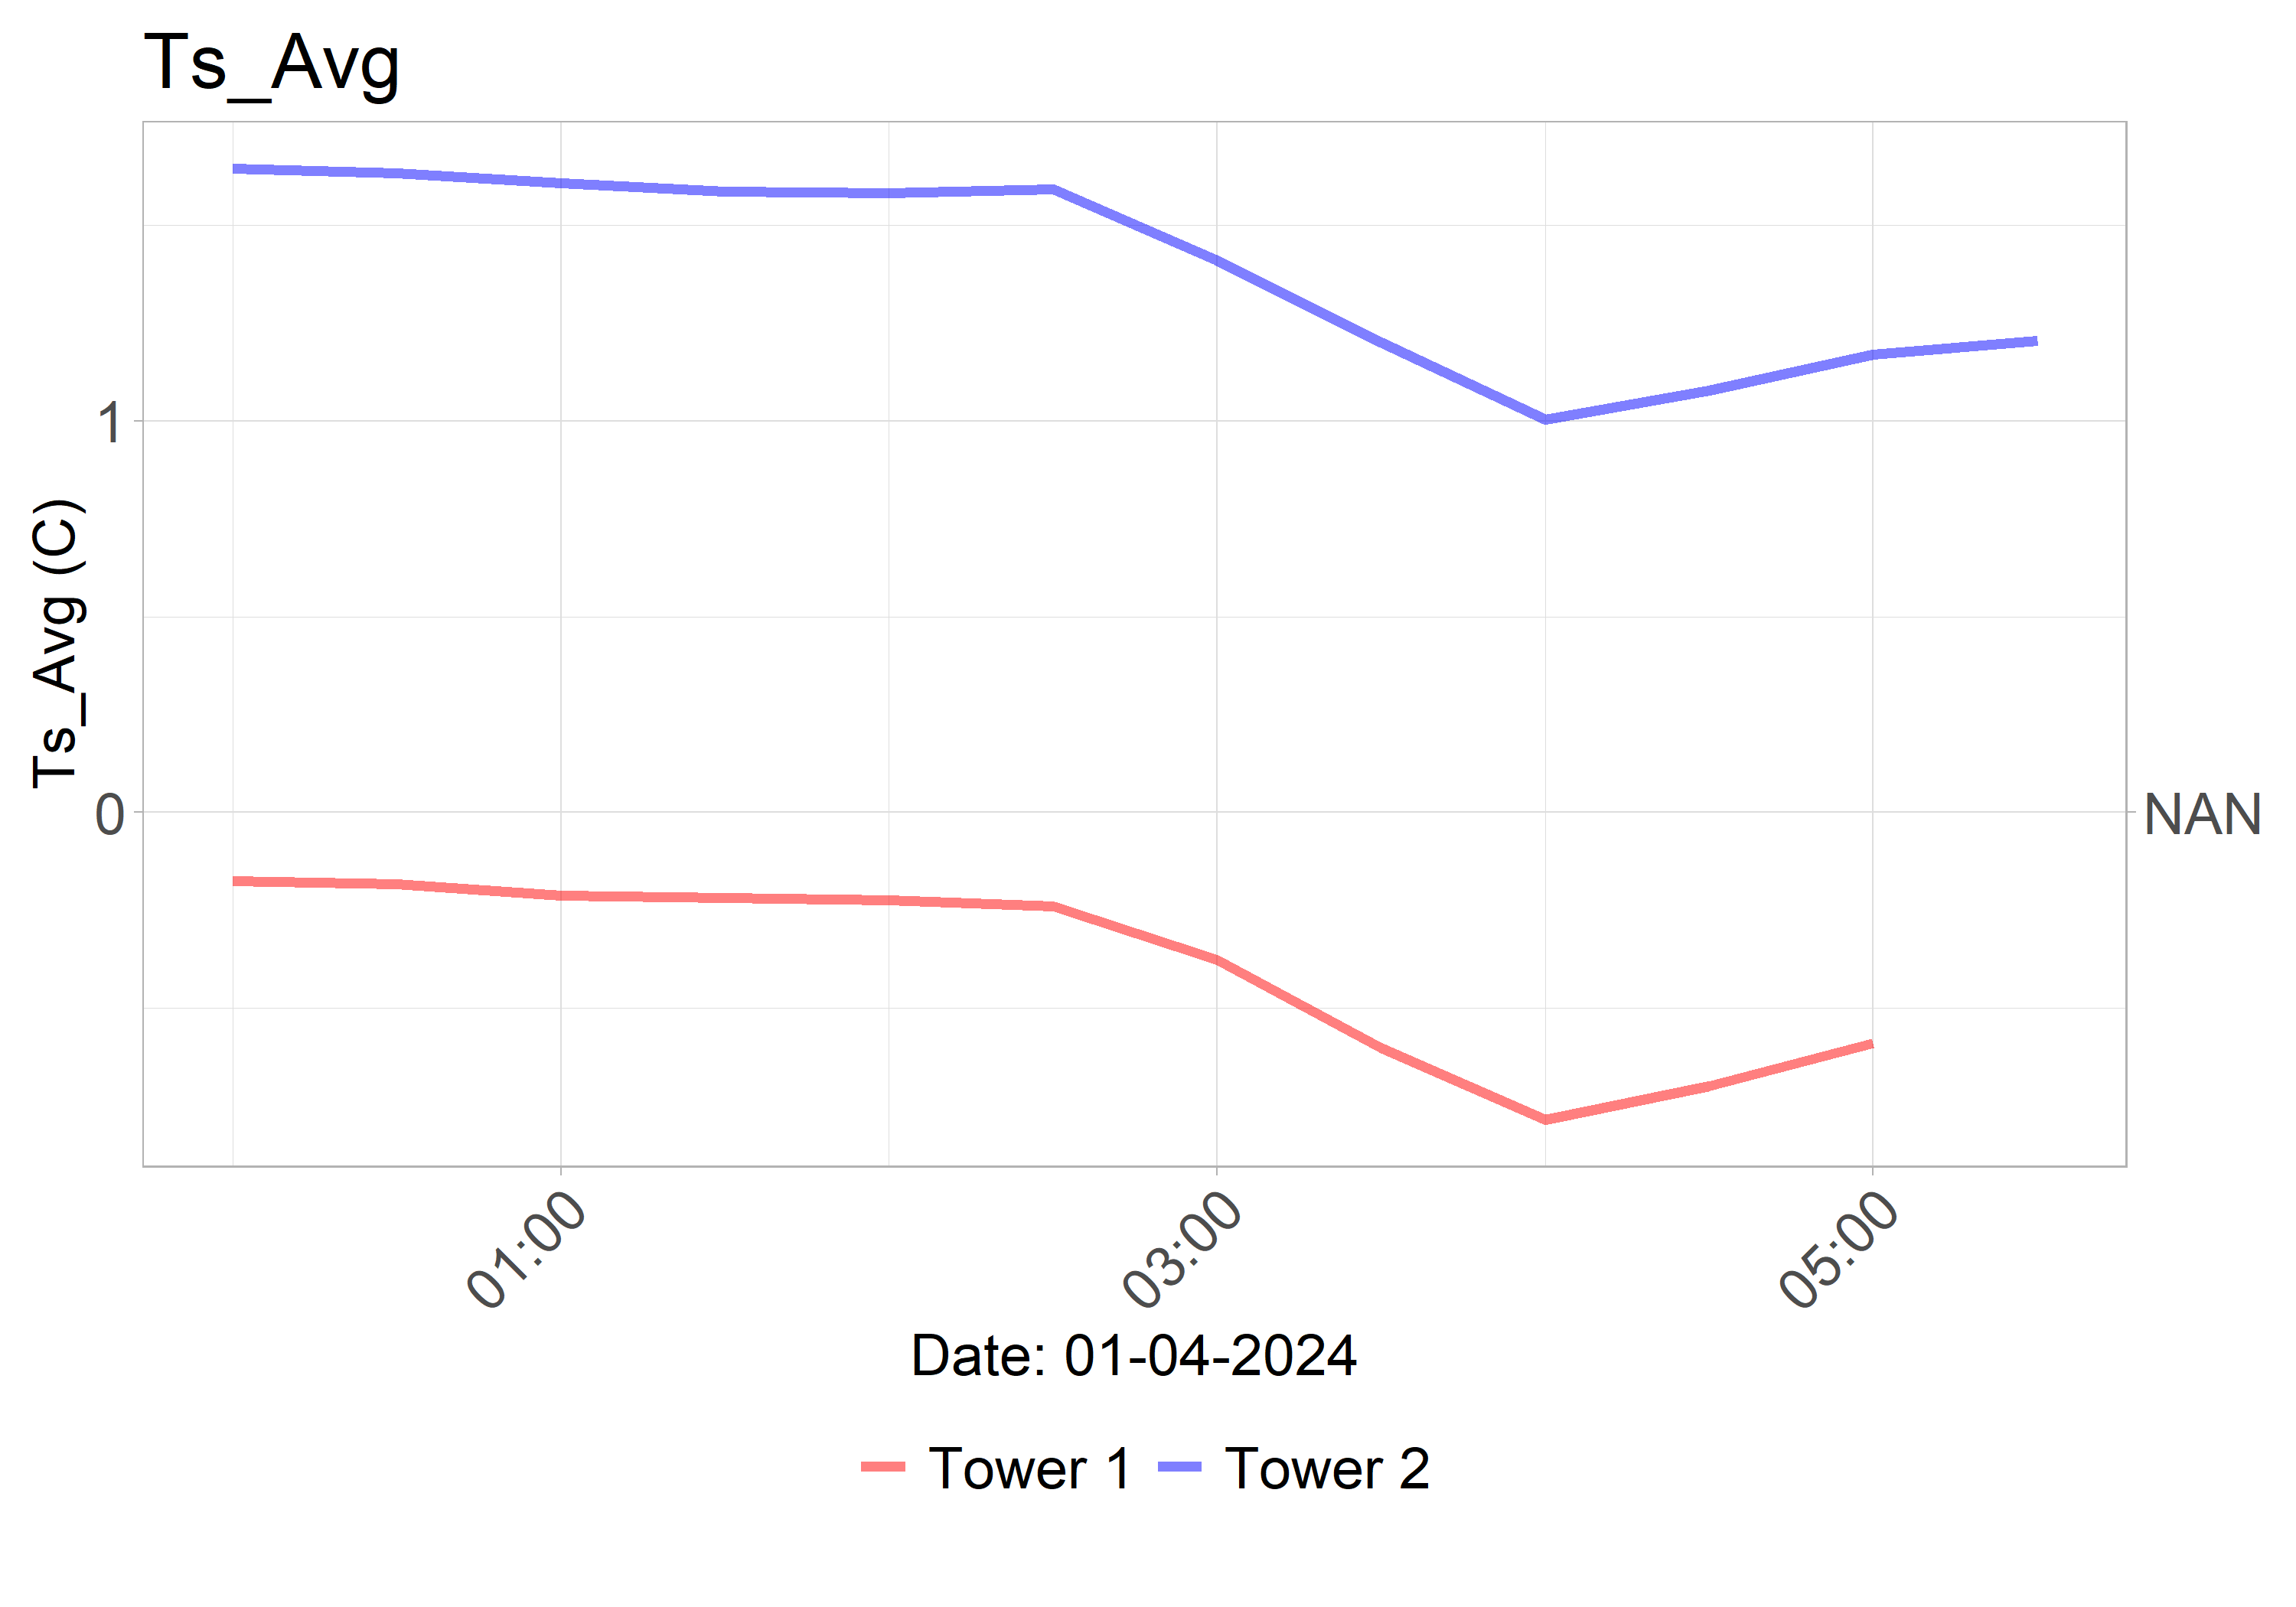 Ts_Avg
Ts_Avg (C)
1
0
NAN
01:00
03:00
05:00
Date: 01-04-2024
Tower 1
Tower 2